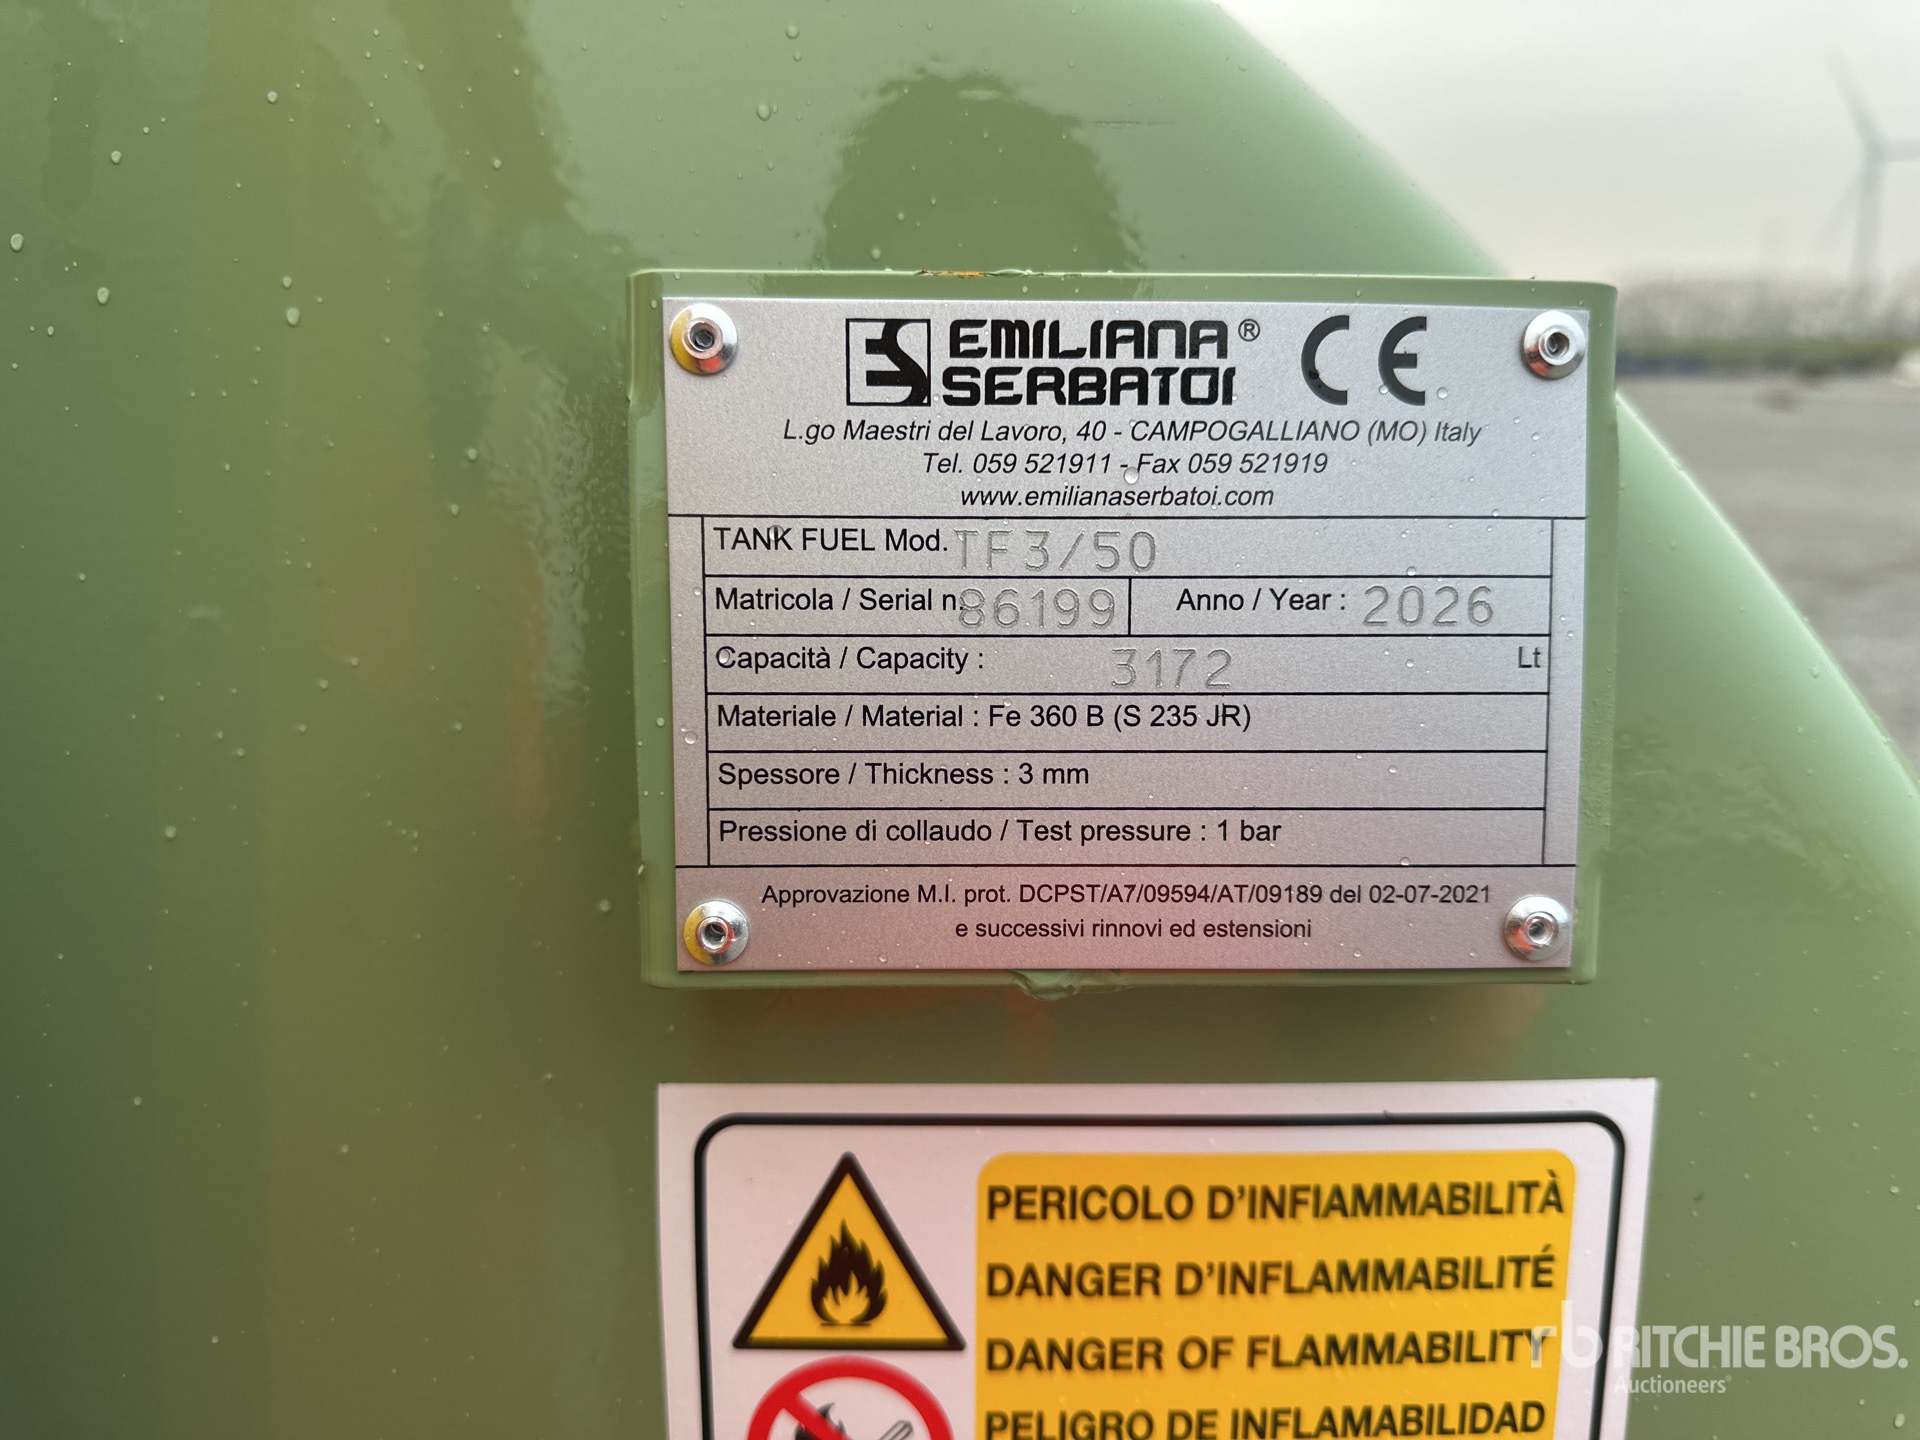 EMILIANA®
SERBATOI
CE
L.go Maestri del Lavoro, 40 - CAMPOGALLIANO (MO) Italy
Tel. 059 521911 - Fax 059 521919
www.emilianaserbatoi.com
TANK FUEL Mod. TF3/50
Matricola / Serial n. 86199 Anno / Year : 2026
Capacità / Capacity : 3172 Lt
Materiale / Material : Fe 360 B (S 235 JR)
Spessore / Thickness : 3 mm
Pressione di collaudo / Test pressure : 1 bar
Approvazione M.I. prot. DCPST/A7/09594/AT/09189 del 02-07-2021
e successivi rinnovi ed estensioni
PERICOLO D'INFIAMMABILITÀ
DANGER D'INFLAMMABILITÉ
DANGER OF FLAMMABILITY
PELIGRO DE INFLAMABILIDAD
rb RITCHIE BROS.
Auctioneers